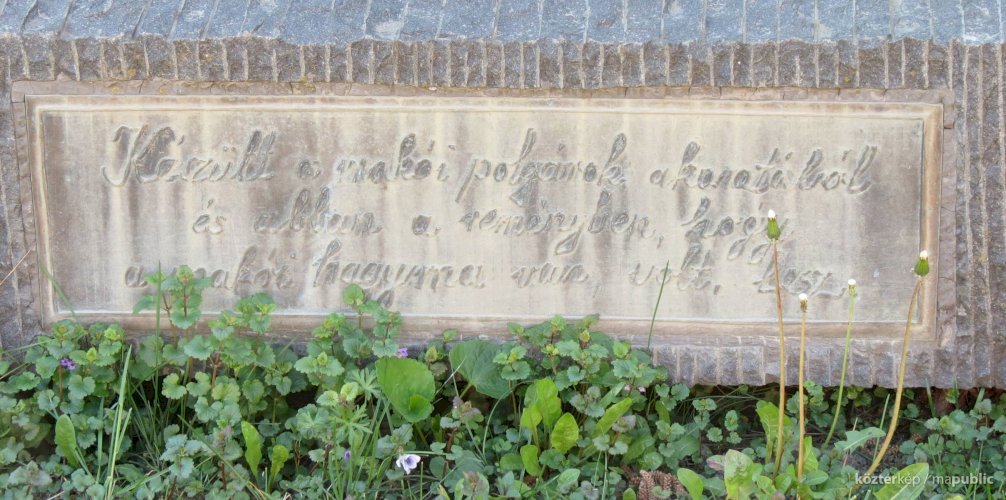 Készült a makói polgárok akaratából
és abban a reményben, hogy
a makói hagyma van, volt, lesz
köztérkép / mapublic